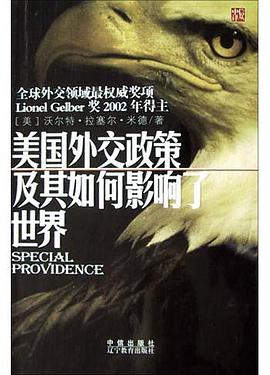 全球外交领域最权威奖项
Lionel Gelber 奖 2002 年得主
[美] 沃尔特·拉塞尔·米德/著
美国外交政策
及其如何影响了
世界
SPECIAL
PROVIDENCE
中信出版社
辽宁教育出版社